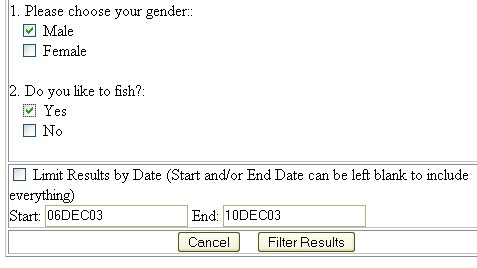 1. Please choose your gender::
Male
Female
2. Do you like to fish?:
Yes
No
Limit Results by Date (Start and/or End Date can be left blank to include
everything)
Start: 06DEC03 End: 10DEC03
Cancel Filter Results